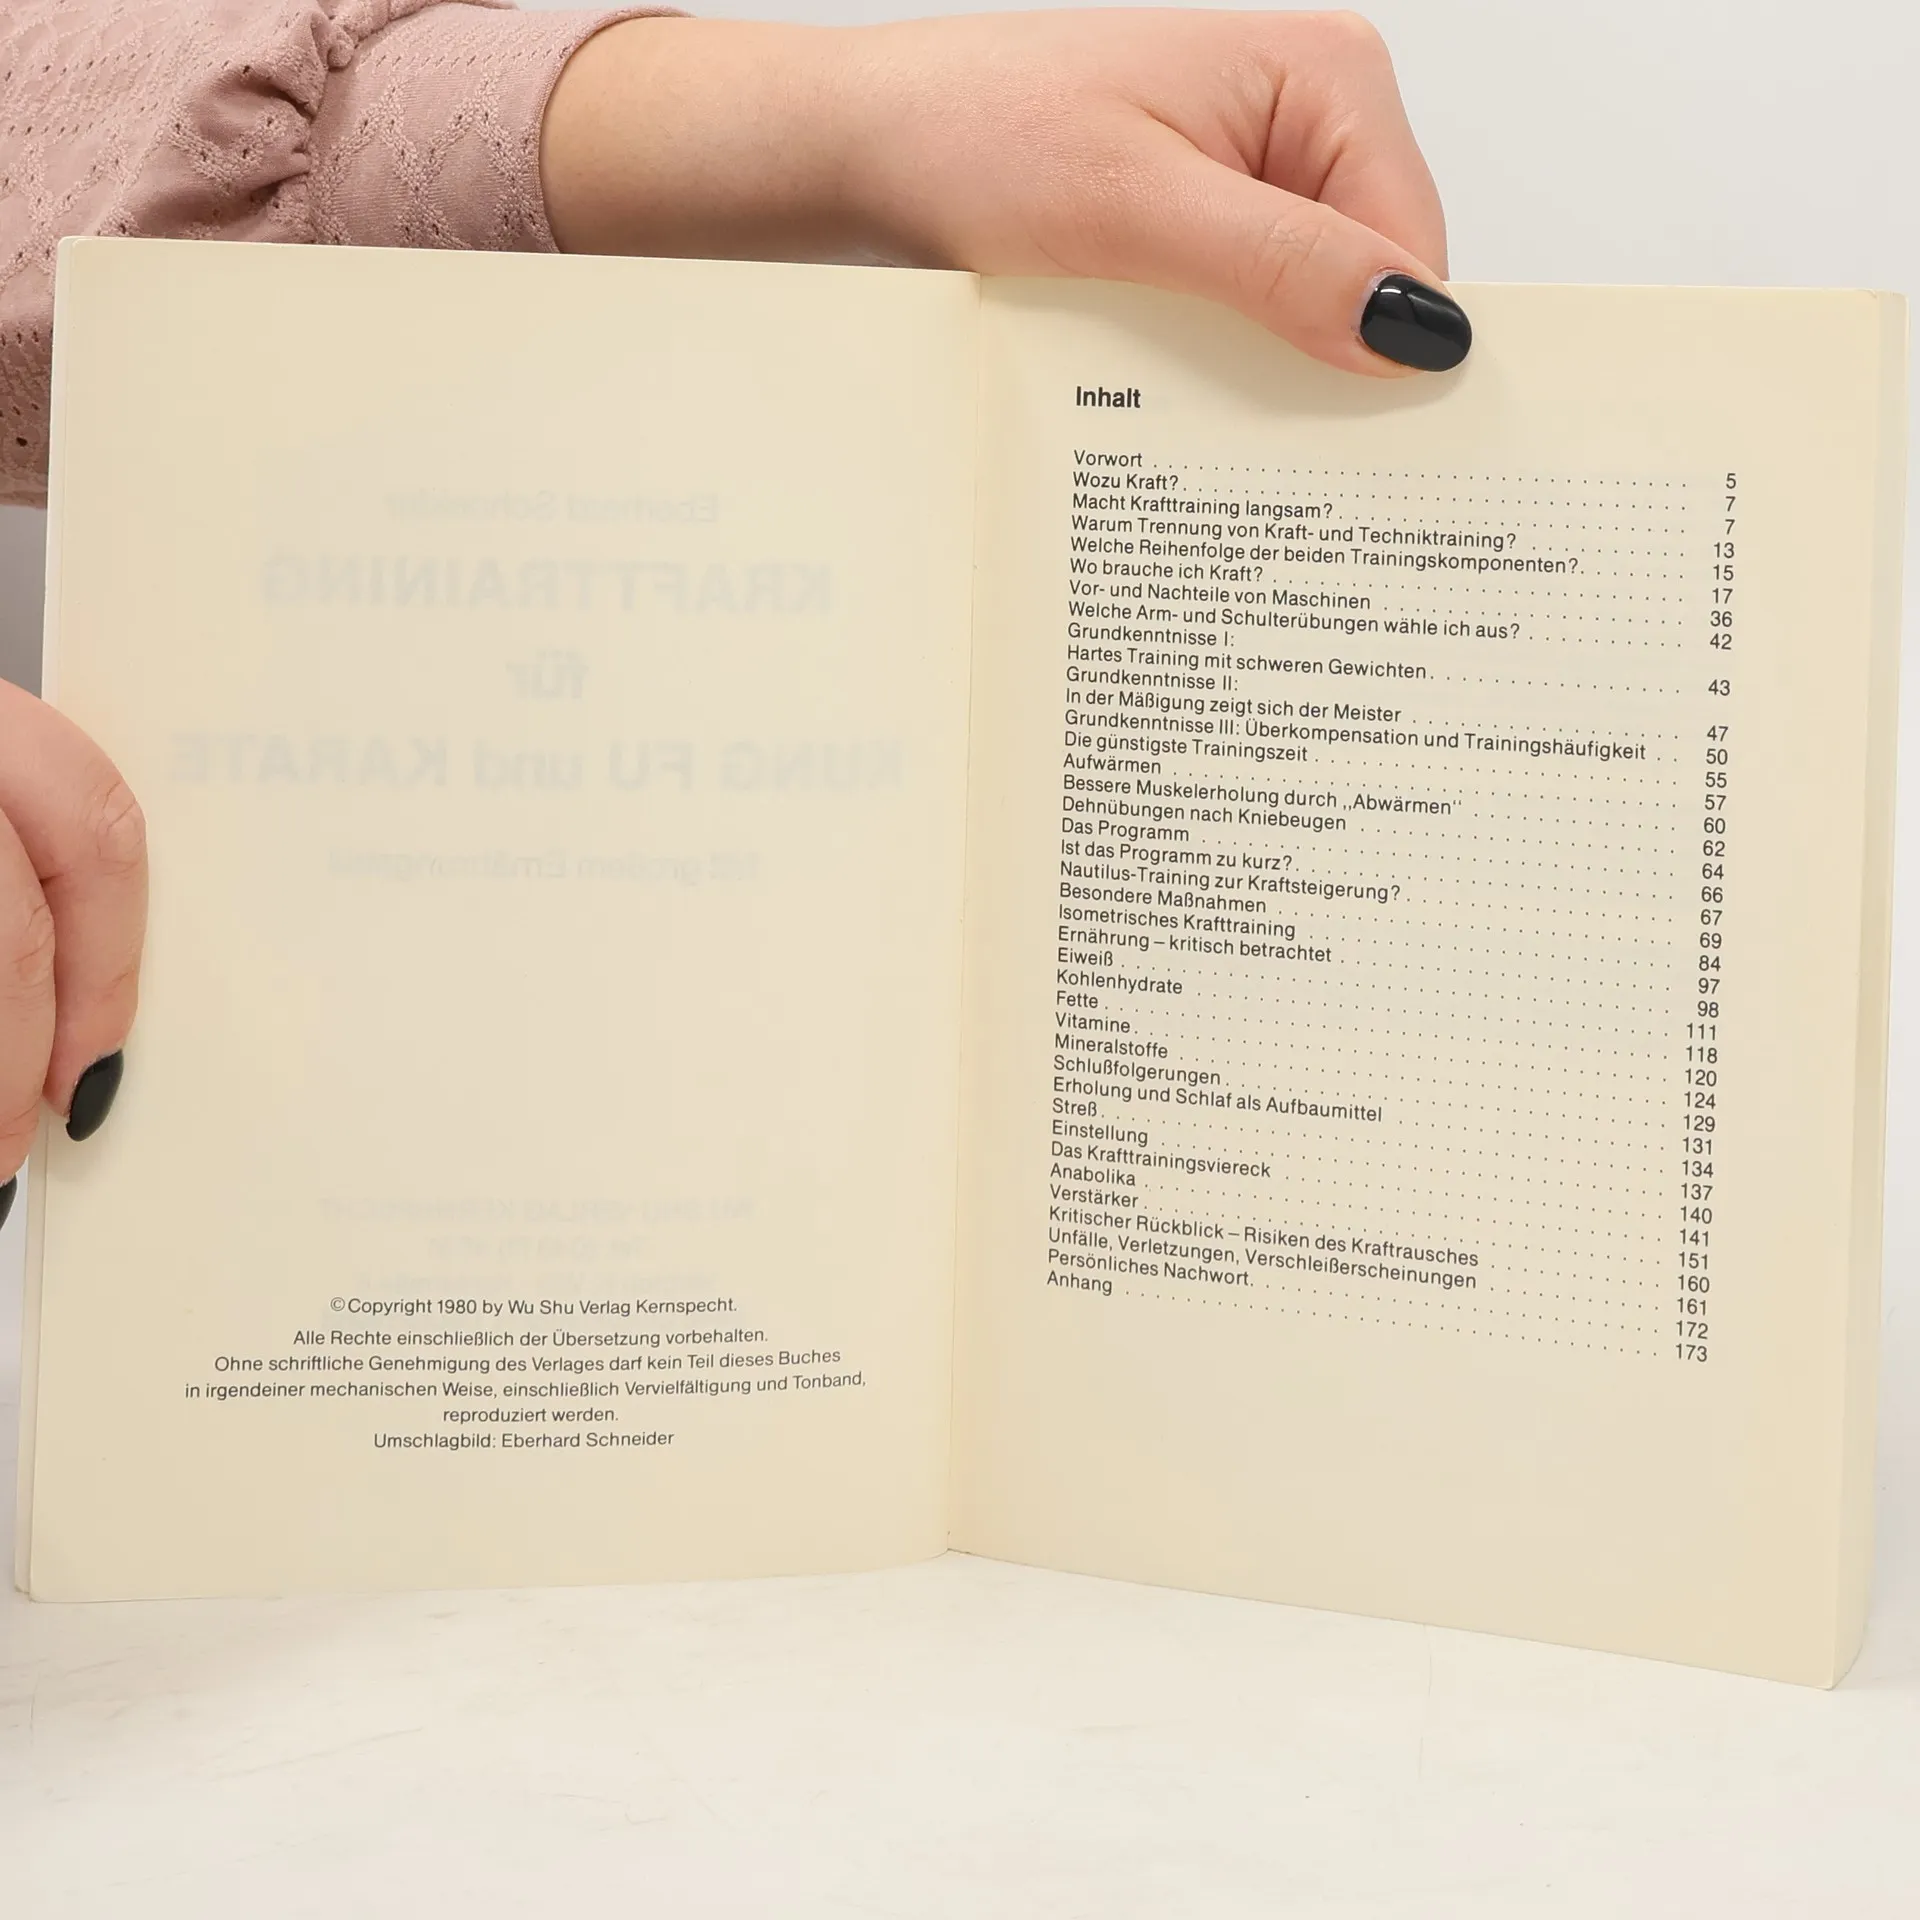 ©Copyright 1980 by Wu Shu Verlag Kernspecht.
Alle Rechte einschließlich der Übersetzung vorbehalten.
Ohne schriftliche Genehmigung des Verlages darf kein Teil dieses Buches
in irgendeiner mechanischen Weise, einschließlich Vervielfältigung und Tonband,
reproduziert werden.
Umschlagbild: Eberhard Schneider
Inhalt
Vorwort . . . . . 5
Wozu Kraft? . . . . . 7
Macht Krafttraining langsam? . . . . . 7
Warum Trennung von Kraft- und Techniktraining? . . . . . 13
Welche Reihenfolge der beiden Trainingskomponenten? . . . . . 15
Wo brauche ich Kraft? . . . . . 17
Vor- und Nachteile von Maschinen . . . . . 36
Welche Arm- und Schulterübungen wähle ich aus? . . . . . 42
Grundkenntnisse I:
Hartes Training mit schweren Gewichten . . . . . 43
Grundkenntnisse II:
In der Mäßigung zeigt sich der Meister . . . . . 47
Grundkenntnisse III: Überkompensation und Trainingshäufigkeit . . 50
Die günstigste Trainingszeit . . . . . 55
Aufwärmen . . . . . 57
Bessere Muskelerholung durch „Abwärmen“ . . . . . 60
Dehnübungen nach Kniebeugen . . . . . 62
Das Programm . . . . . 64
Ist das Programm zu kurz? . . . . . 66
Nautilus-Training zur Kraftsteigerung? . . . . . 67
Besondere Maßnahmen . . . . . 69
Isometrisches Krafttraining . . . . . 84
Ernährung – kritisch betrachtet . . . . . 97
Eiweiß . . . . . 98
Kohlenhydrate . . . . . 111
Fette . . . . . 118
Vitamine . . . . . 120
Mineralstoffe . . . . . 124
Schlußfolgerungen . . . . . 129
Erholung und Schlaf als Aufbaumittel . . . . . 131
Streß . . . . . 134
Einstellung . . . . . 137
Das Krafttrainingsviereck . . . . . 140
Anabolika . . . . . 141
Verstärker . . . . . 151
Kritischer Rückblick – Risiken des Kraftrausches . . . . . 160
Unfälle, Verletzungen, Verschleißerscheinungen . . . . . 161
Persönliches Nachwort . . . . . 172
Anhang . . . . . 173